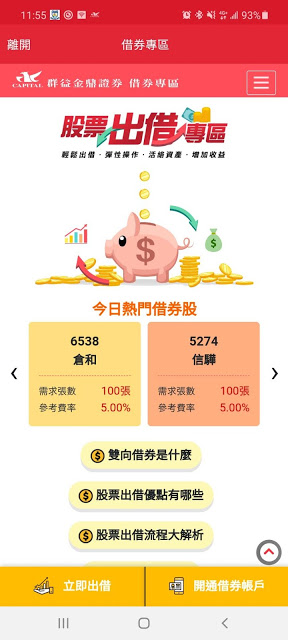 11:55
93%
離開
借券專區
CAPITAL 群益金鼎證券 借券專區
股票出借專區
輕鬆出借．彈性操作．活絡資產．增加收益
$
$
今日熱門借券股
6538
倉和
需求張數 100張
參考費率 5.00%
5274
信驊
需求張數 100張
參考費率 5.00%
$ 雙向借券是什麼
$ 股票出借優點有哪些
$ 股票出借流程大解析
立即出借
開通借券帳戶